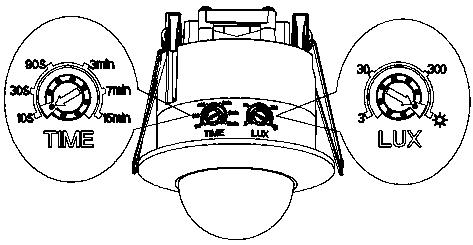 90S 3min
30S 7min
10S 15min
TIME
30 300
3
LUX
TIME LUX